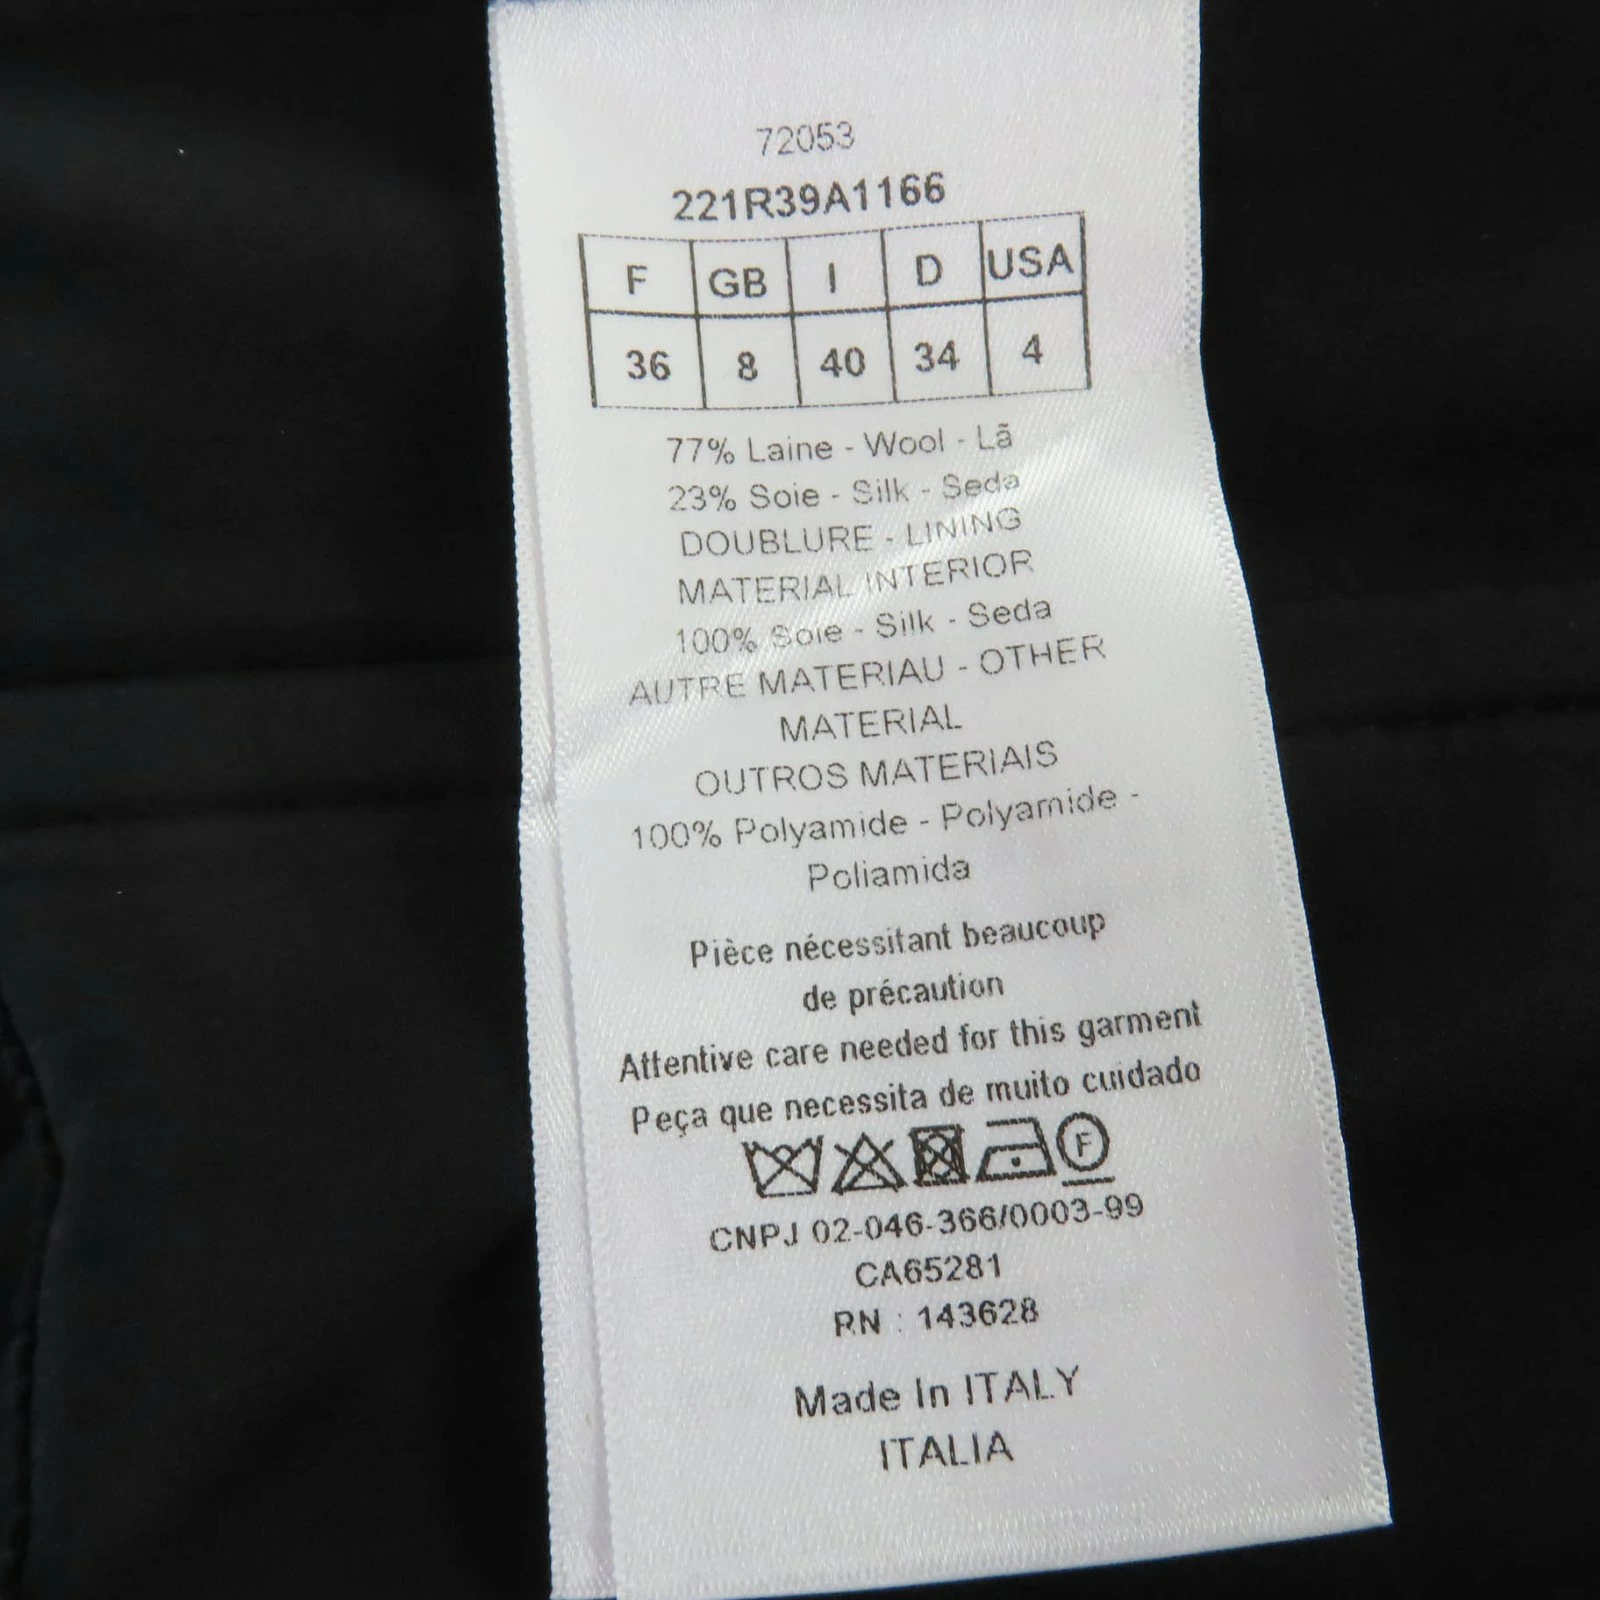 72053
221R39A1166
F GB I D USA
36 8 40 34 4
77% Laine - Wool - Lã
23% Soie - Silk - Seda
DOUBLURE - LINING
MATERIAL INTERIOR
100% Soie - Silk - Seda
AUTRE MATERIAU - OTHER
MATERIAL
OUTROS MATERIAIS
100% Polyamide - Polyamide -
Poliamida
Pièce nécessitant beaucoup
de précaution
Attentive care needed for this garment
Peça que necessita de muito cuidado
F
CNPJ 02-046-366/0003-99
CA65281
RN : 143628
Made In ITALY
ITALIA